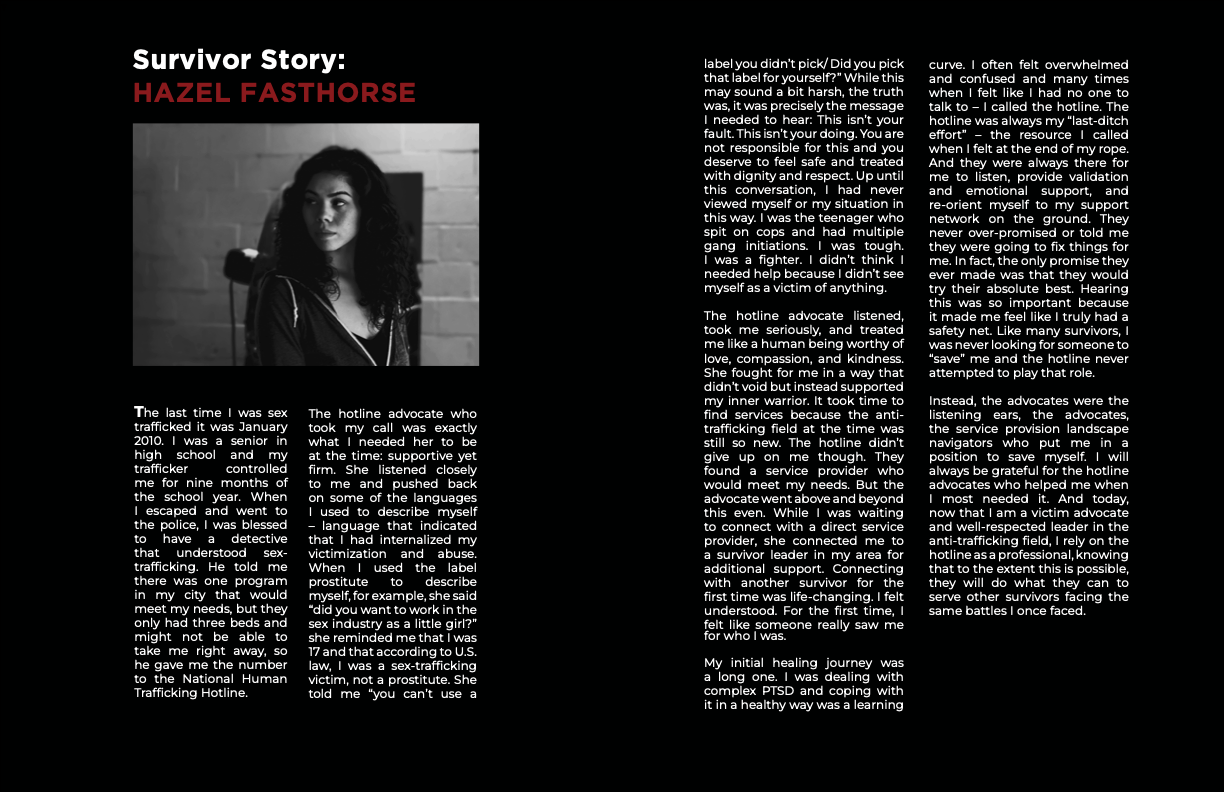 Survivor Story:
HAZEL FASTHORSE
The last time I was sex
trafficked it was January
2010. I was a senior in
high school and my
trafficker controlled
me for nine months of
the school year. When
I escaped and went to
the police, I was blessed
to have a detective
that understood sex-
trafficking. He told me
there was one program
in my city that would
meet my needs, but they
only had three beds and
might not be able to
take me right away, so
he gave me the number
to the National Human
Trafficking Hotline.
The hotline advocate who
took my call was exactly
what I needed her to be
at the time: supportive yet
firm. She listened closely
to me and pushed back
on some of the languages
I used to describe myself
– language that indicated
that I had internalized my
victimization and abuse.
When I used the label
prostitute to describe
myself, for example, she said
“did you want to work in the
sex industry as a little girl?”
she reminded me that I was
17 and that according to U.S.
law, I was a sex-trafficking
victim, not a prostitute. She
told me “you can’t use a
label you didn’t pick/ Did you pick
that label for yourself?” While this
may sound a bit harsh, the truth
was, it was precisely the message
I needed to hear: This isn’t your
fault. This isn’t your doing. You are
not responsible for this and you
deserve to feel safe and treated
with dignity and respect. Up until
this conversation, I had never
viewed myself or my situation in
this way. I was the teenager who
spit on cops and had multiple
gang initiations. I was tough.
I was a fighter. I didn’t think I
needed help because I didn’t see
myself as a victim of anything.
The hotline advocate listened,
took me seriously, and treated
me like a human being worthy of
love, compassion, and kindness.
She fought for me in a way that
didn’t void but instead supported
my inner warrior. It took time to
find services because the anti-
trafficking field at the time was
still so new. The hotline didn’t
give up on me though. They
found a service provider who
would meet my needs. But the
advocate went above and beyond
this even. While I was waiting
to connect with a direct service
provider, she connected me to
a survivor leader in my area for
additional support. Connecting
with another survivor for the
first time was life-changing. I felt
understood. For the first time, I
felt like someone really saw me
for who I was.
My initial healing journey was
a long one. I was dealing with
complex PTSD and coping with
it in a healthy way was a learning
curve. I often felt overwhelmed
and confused and many times
when I felt like I had no one to
talk to – I called the hotline. The
hotline was always my “last-ditch
effort” – the resource I called
when I felt at the end of my rope.
And they were always there for
me to listen, provide validation
and emotional support, and
re-orient myself to my support
network on the ground. They
never over-promised or told me
they were going to fix things for
me. In fact, the only promise they
ever made was that they would
try their absolute best. Hearing
this was so important because
it made me feel like I truly had a
safety net. Like many survivors, I
was never looking for someone to
“save” me and the hotline never
attempted to play that role.
Instead, the advocates were the
listening ears, the advocates,
the service provision landscape
navigators who put me in a
position to save myself. I will
always be grateful for the hotline
advocates who helped me when
I most needed it. And today,
now that I am a victim advocate
and well-respected leader in the
anti-trafficking field, I rely on the
hotline as a professional, knowing
that to the extent this is possible,
they will do what they can to
serve other survivors facing the
same battles I once faced.